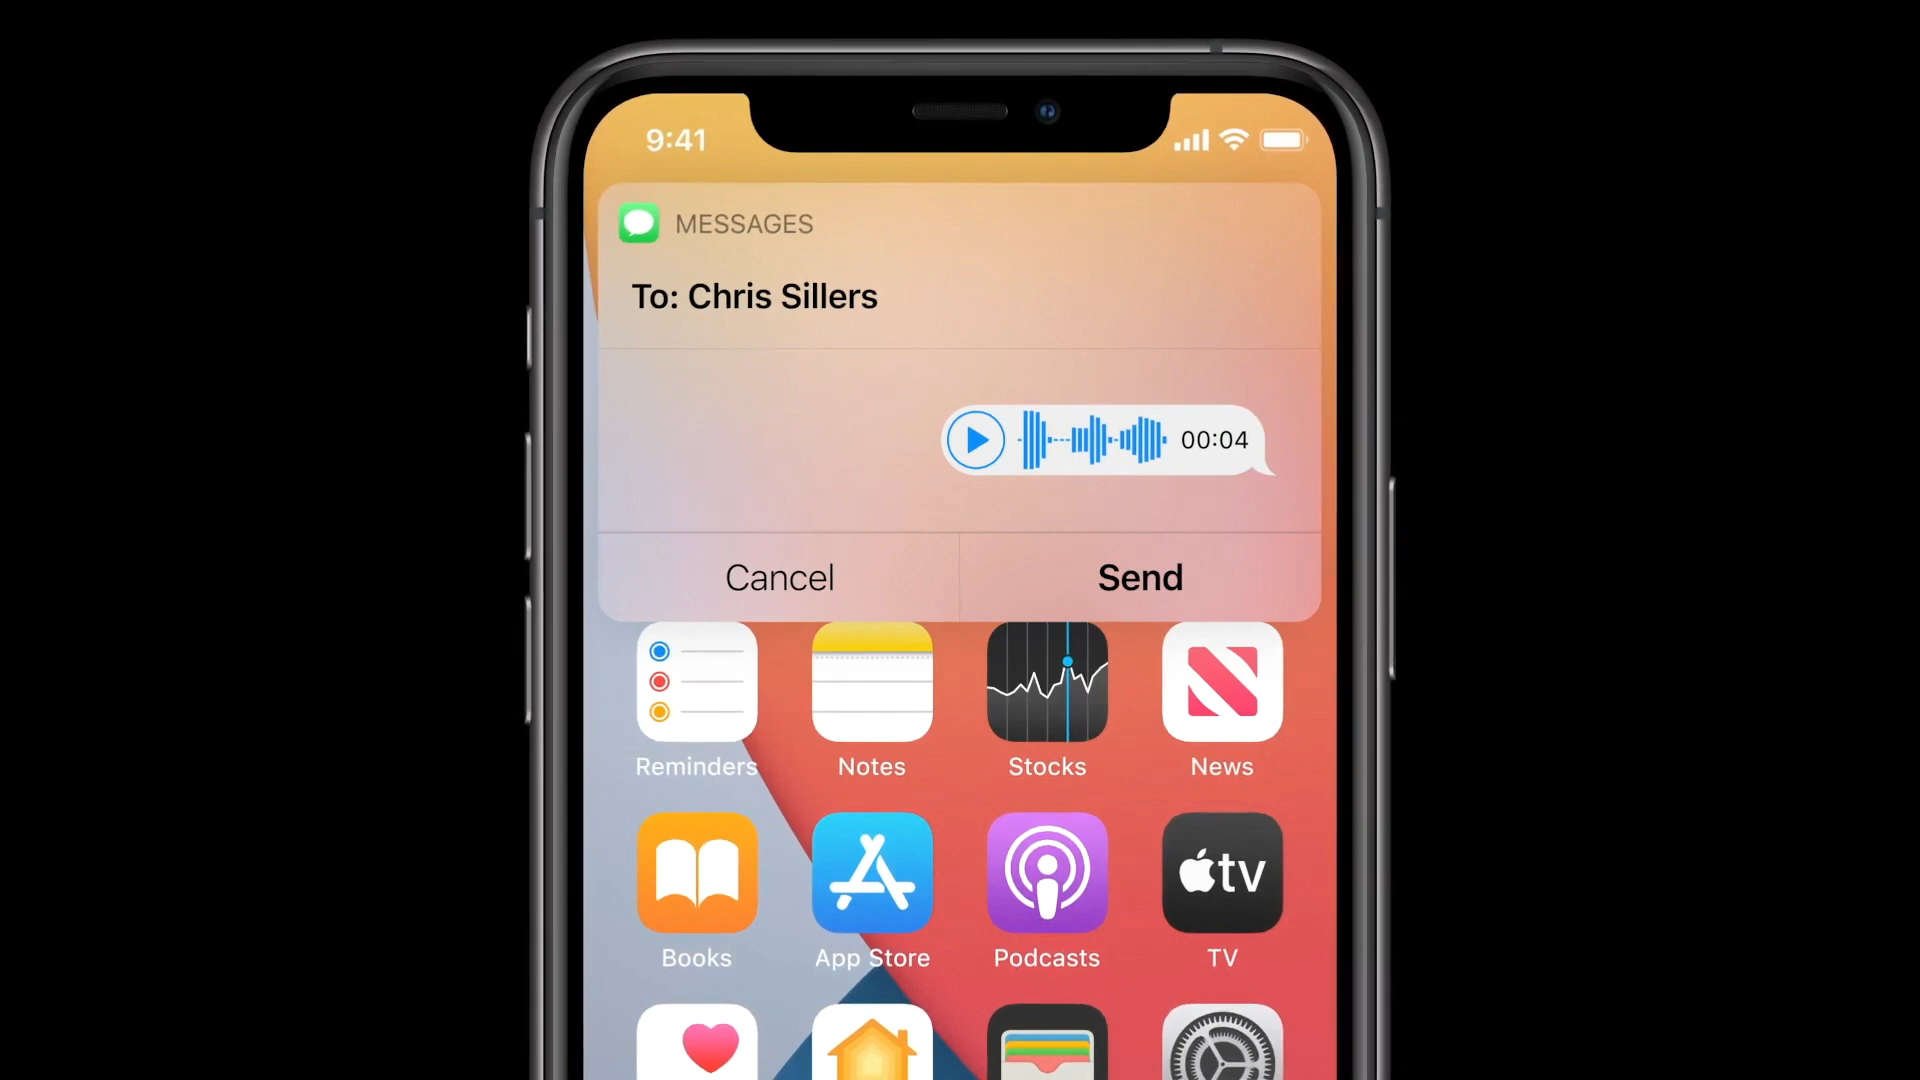 9:41
MESSAGES
To: Chris Sillers
00:04
Cancel Send
Reminders Notes Stocks News
tv
Books App Store Podcasts TV